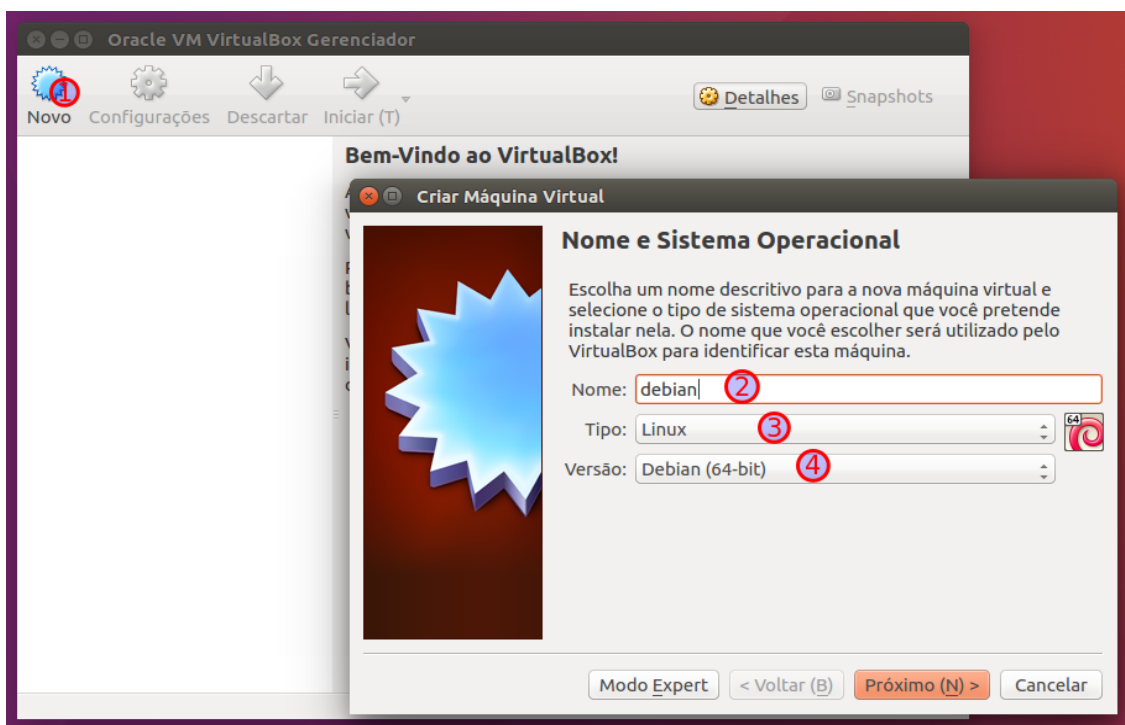 Oracle VM VirtualBox Gerenciador
1
Novo
Configurações
Descartar
Iniciar (T)
Detalhes
Snapshots
Bem-Vindo ao VirtualBox!
Criar Máquina Virtual
Nome e Sistema Operacional
Escolha um nome descritivo para a nova máquina virtual e
selecione o tipo de sistema operacional que você pretende
instalar nela. O nome que você escolher será utilizado pelo
VirtualBox para identificar esta máquina.
Nome: debian 2
Tipo: Linux 3
64
Versão: Debian (64-bit) 4
Modo Expert
< Voltar (B)
Próximo (N) >
Cancelar